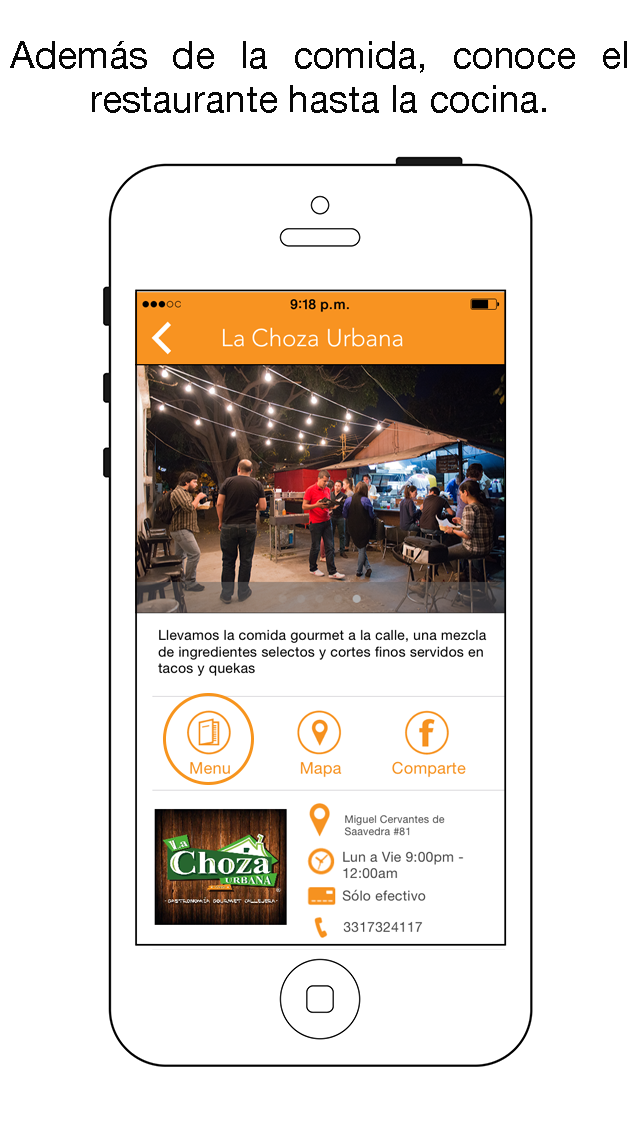 Además de la comida, conoce el
restaurante hasta la cocina.
9:18 p.m.
La Choza Urbana
Llevamos la comida gourmet a la calle, una mezcla
de ingredientes selectos y cortes finos servidos en
tacos y quekas
Menu
Mapa
Comparte
La
Choza
URBANA
-GASTRONOMÍA GOURMET CALLEJERA-
Miguel Cervantes de
Saavedra #81
Lun a Vie 9:00pm -
12:00am
Sólo efectivo
3317324117